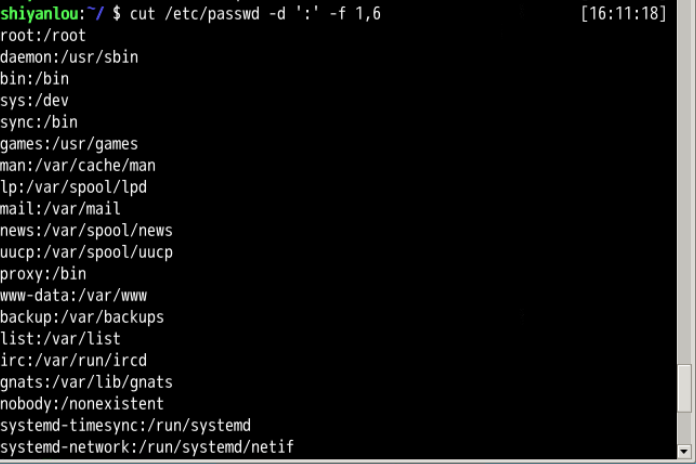 shiyanlou:~/ $ cut /etc/passwd -d ':' -f 1,6 [16:11:18]
root:/root
daemon:/usr/sbin
bin:/bin
sys:/dev
sync:/bin
games:/usr/games
man:/var/cache/man
lp:/var/spool/lpd
mail:/var/mail
news:/var/spool/news
uucp:/var/spool/uucp
proxy:/bin
www-data:/var/www
backup:/var/backups
list:/var/list
irc:/var/run/ircd
gnats:/var/lib/gnats
nobody:/nonexistent
systemd-timesync:/run/systemd
systemd-network:/run/systemd/netif